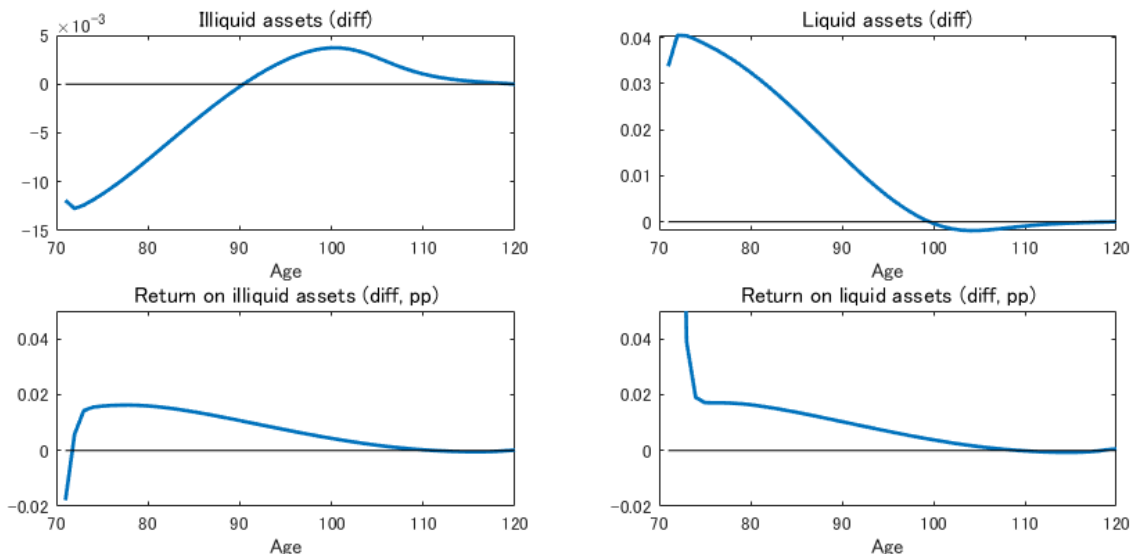 Illiquid assets (diff)
×10⁻³
5
0
−5
−10
−15
70 80 90 100 110 120
Age
Liquid assets (diff)
0.04
0.03
0.02
0.01
0
70 80 90 100 110 120
Age
Return on illiquid assets (diff, pp)
0.04
0.02
0
−0.02
70 80 90 100 110 120
Age
Return on liquid assets (diff, pp)
0.04
0.02
0
−0.02
70 80 90 100 110 120
Age